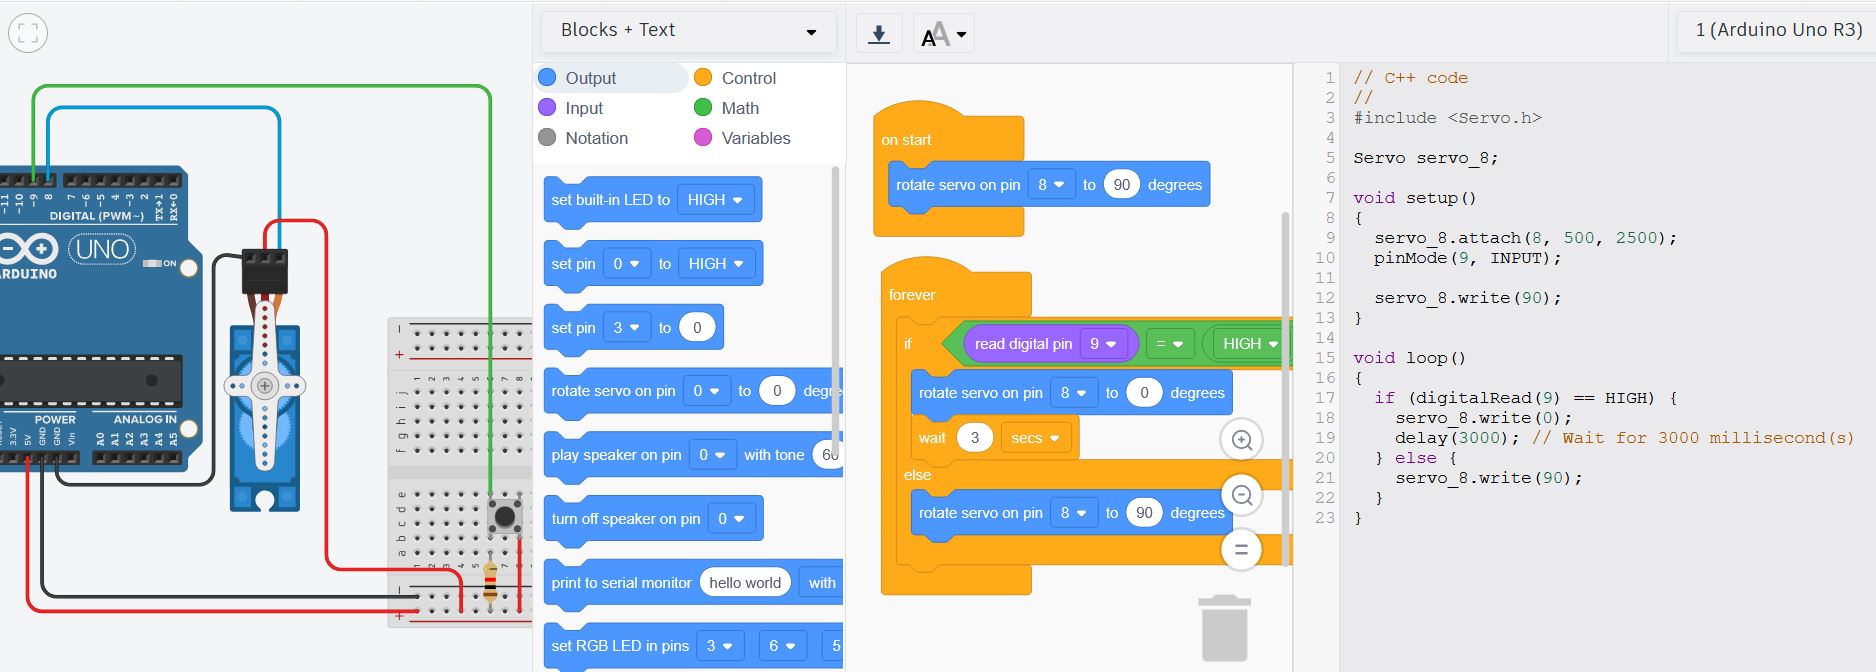 Blocks + Text
1 (Arduino Uno R3)
Output
Control
Input
Math
Notation
Variables
set built-in LED to HIGH
set pin 0 to HIGH
set pin 3 to 0
rotate servo on pin 0 to 0
play speaker on pin 0 with tone
turn off speaker on pin 0
print to serial monitor hello world with
set RGB LED in pins 3 6 5
on start
rotate servo on pin 8 to 90 degrees
forever
if read digital pin 9 = HIGH
rotate servo on pin 8 to 0 degrees
wait 3 secs
else
rotate servo on pin 8 to 90 degrees
1 // C++ code
2 //
3 #include <Servo.h>
4
5 Servo servo_8;
6
7 void setup()
8 {
9 servo_8.attach(8, 500, 2500);
10 pinMode(9, INPUT);
11
12 servo_8.write(90);
13 }
14
15 void loop()
16 {
17 if (digitalRead(9) == HIGH) {
18 servo_8.write(0);
19 delay(3000); // Wait for 3000 millisecond(s)
20 } else {
21 servo_8.write(90);
22 }
23 }
~11 ~10 ~9 8 7 ~6 ~5 4 ~3 2 TX→1 RX←0
DIGITAL (PWM~)
UNO
ON
ARDUINO
POWER
ANALOG IN
3.3V 5V GND GND Vin A0 A1 A2 A3 A4 A5
j
i
h
g
f
e
d
c
b
a